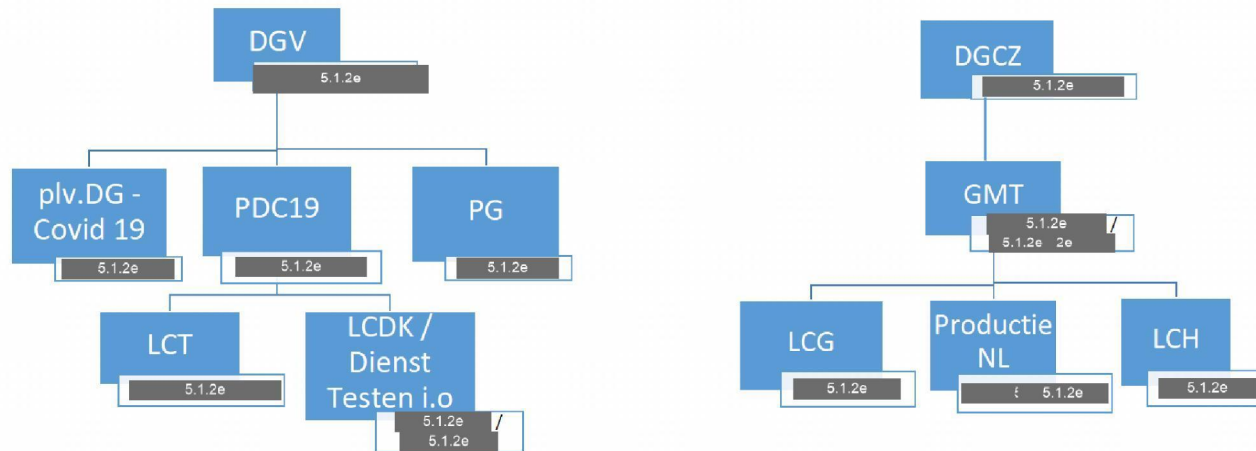 DGV
5.1.2e
plv.DG -
Covid 19
5.1.2e
PDC19
5.1.2e
PG
5.1.2e
LCT
5.1.2e
LCDK /
Dienst
Testen i.o
5.1.2e /
5.1.2e
DGCZ
5.1.2e
GMT
5.1.2e /
5.1.2e 2e
LCG
5.1.2e
Productie
NL
5.1.2e
LCH
5.1.2e